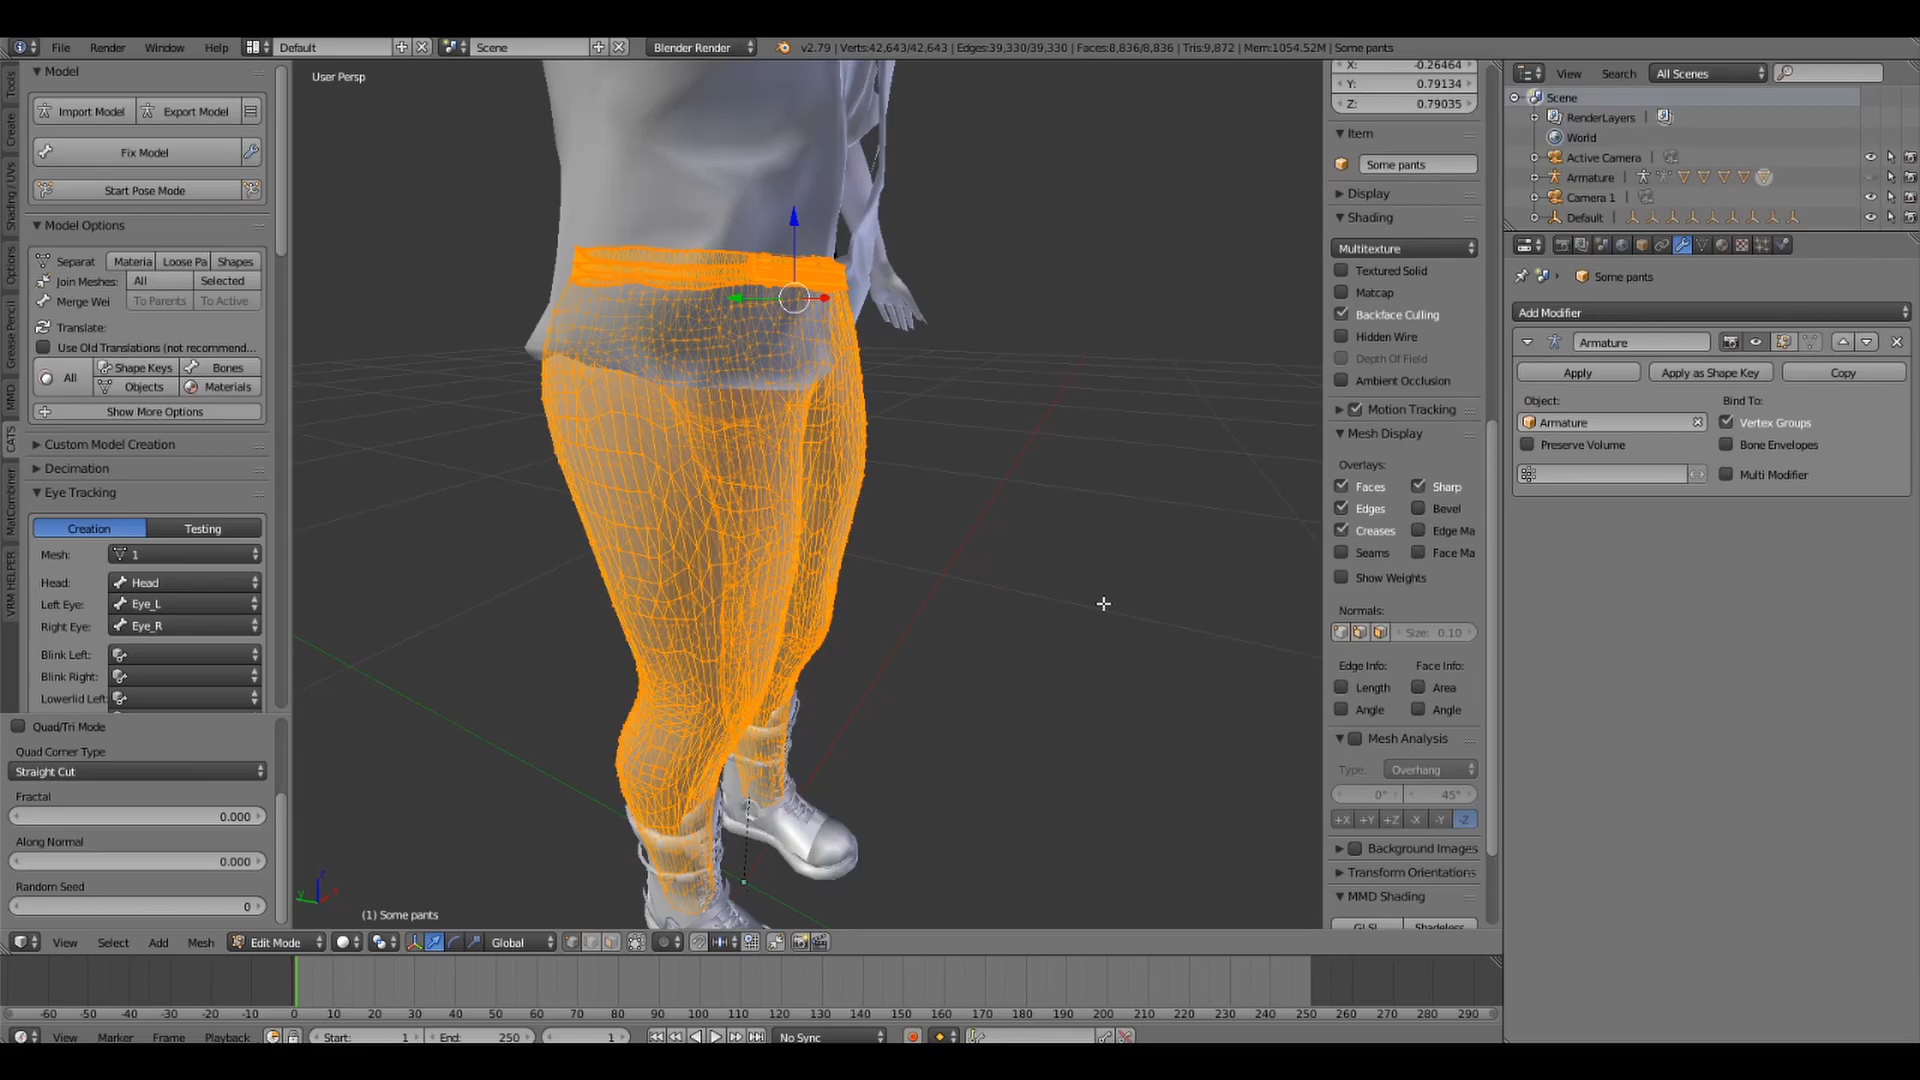 File Render Window Help Default Scene Blender Render v2.79 | Verts:42,643/42,643 | Edges:39,330/39,330 | Faces:8,836/8,836 | Tris:9,872 | Mem:1054.52M | Some pants
Tools
Create
Shading / UVs
Options
Grease Pencil
MMD
CATS
MatCombiner
VRM HELPER
Model
Import Model Export Model
Fix Model
Start Pose Mode
Model Options
Separat Materia Loose Pa Shapes
Join Meshes: All Selected
Merge Wei To Parents To Active
Translate:
Use Old Translations (not recommend...
All Shape Keys Bones
Objects Materials
Show More Options
Custom Model Creation
Decimation
Eye Tracking
Creation Testing
Mesh: 1
Head: Head
Left Eye: Eye_L
Right Eye: Eye_R
Blink Left:
Blink Right:
Lowerlid Left:
Quad/Tri Mode
Quad Corner Type
Straight Cut
Fractal
0.000
Along Normal
0.000
Random Seed
0
User Persp
(1) Some pants
X: -0.26464
Y: 0.79134
Z: 0.79035
Item
Some pants
Display
Shading
Multitexture
Textured Solid
Matcap
Backface Culling
Hidden Wire
Depth Of Field
Ambient Occlusion
Motion Tracking
Mesh Display
Overlays:
Faces Sharp
Edges Bevel
Creases Edge Ma
Seams Face Ma
Show Weights
Normals:
Size: 0.10
Edge Info: Face Info:
Length Area
Angle Angle
Mesh Analysis
Type: Overhang
0° 45°
+X +Y +Z -X -Y -Z
Background Images
Transform Orientations
MMD Shading
GLSL Shadeless
View Search All Scenes
Scene
RenderLayers
World
Active Camera
Armature
Camera 1
Default
Some pants
Add Modifier
Armature
Apply Apply as Shape Key Copy
Object: Bind To:
Armature Vertex Groups
Preserve Volume Bone Envelopes
Multi Modifier
View Select Add Mesh Edit Mode Global
-60 -50 -40 -30 -20 -10 0 10 20 30 40 50 60 70 80 90 100 110 120 130 140 150 160 170 180 190 200 210 220 230 240 250 260 270 280 290
View Marker Frame Playback Start: 1 End: 250 1 No Sync